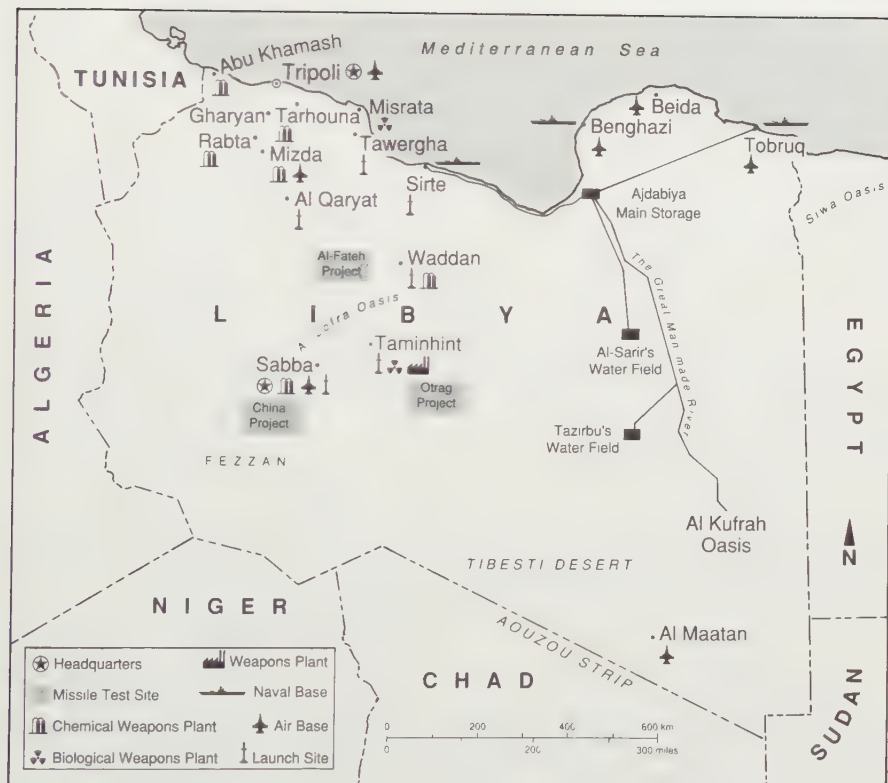 Mediterranean Sea
TUNISIA
Abu Khamash
Tripoli
Gharyan
Tarhouna
Misrata
Rabta
Mizda
Tawergha
Al Qaryat
Sirte
Benghazi
Beida
Tobruq
Ajdabiya
Main Storage
Siwa Oasis
Al-Fateh
Project
Waddan
LIBYA
Oasis
The Great Man made River
Al-Sarir's
Water Field
Taminhint
Sabba
Otrag
Project
China
Project
Tazirbu's
Water Field
FEZZAN
ALGERIA
EGYPT
Al Kufrah
Oasis
N
TIBESTI DESERT
NIGER
AOUZOU STRIP
Al Maatan
CHAD
SUDAN
Headquarters
Weapons Plant
Missile Test Site
Naval Base
Chemical Weapons Plant
Air Base
Biological Weapons Plant
Launch Site
0 200 400 600 km
0 200 300 miles